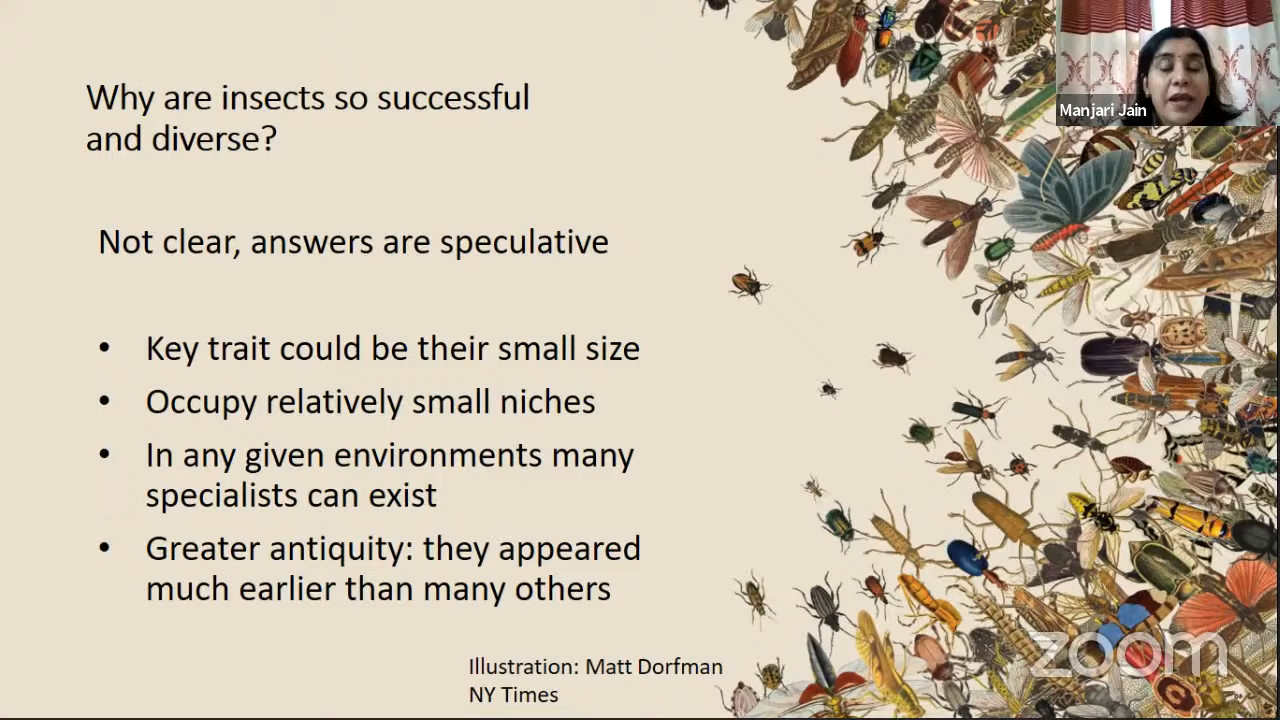 Why are insects so successful
and diverse?
Manjari Jain
Not clear, answers are speculative
• Key trait could be their small size
• Occupy relatively small niches
• In any given environments many
specialists can exist
• Greater antiquity: they appeared
much earlier than many others
Illustration: Matt Dorfman
NY Times
zoom